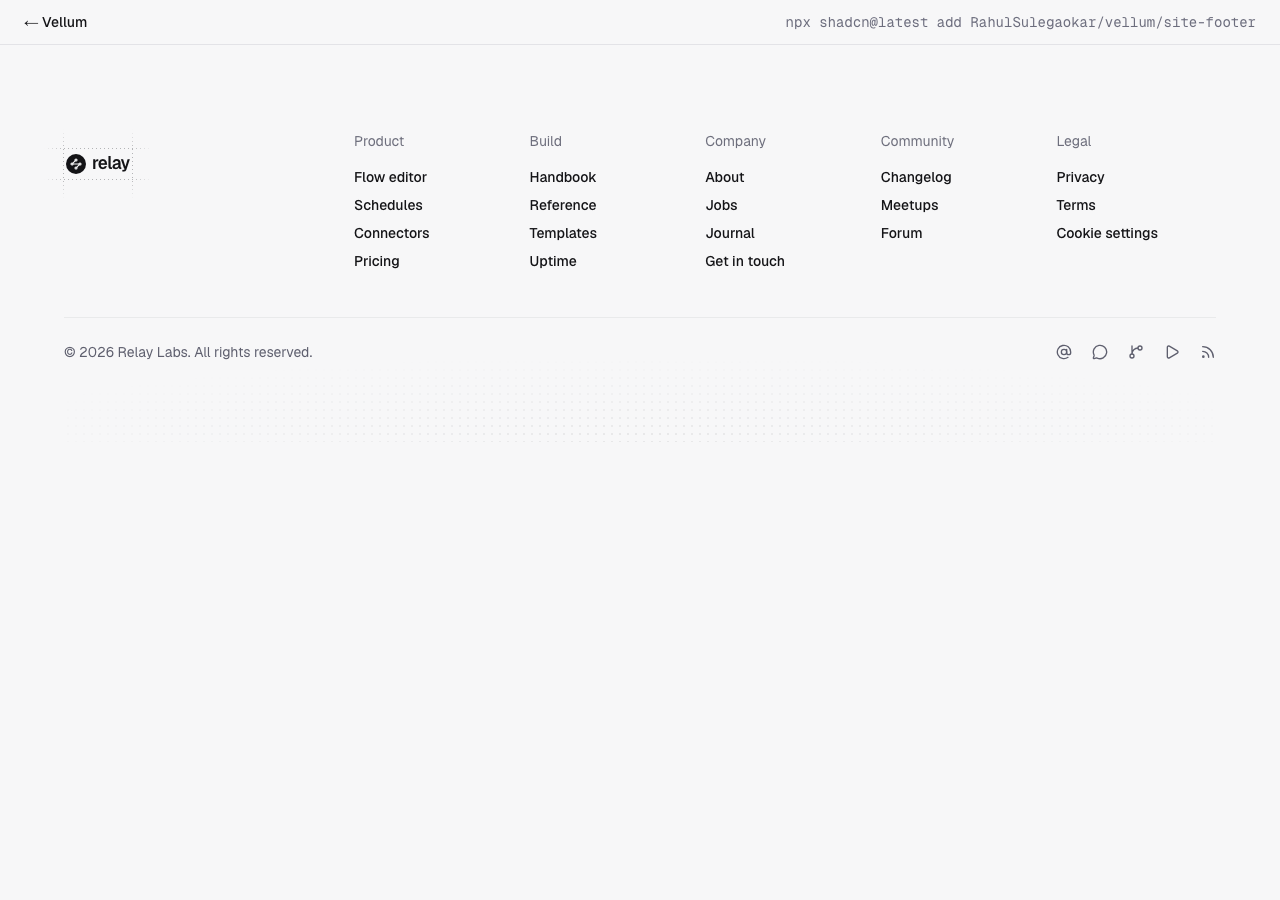 ← Vellum
npx shadcn@latest add RahulSulegaokar/vellum/site-footer
relay
Product
Flow editor
Schedules
Connectors
Pricing
Build
Handbook
Reference
Templates
Uptime
Company
About
Jobs
Journal
Get in touch
Community
Changelog
Meetups
Forum
Legal
Privacy
Terms
Cookie settings
© 2026 Relay Labs. All rights reserved.